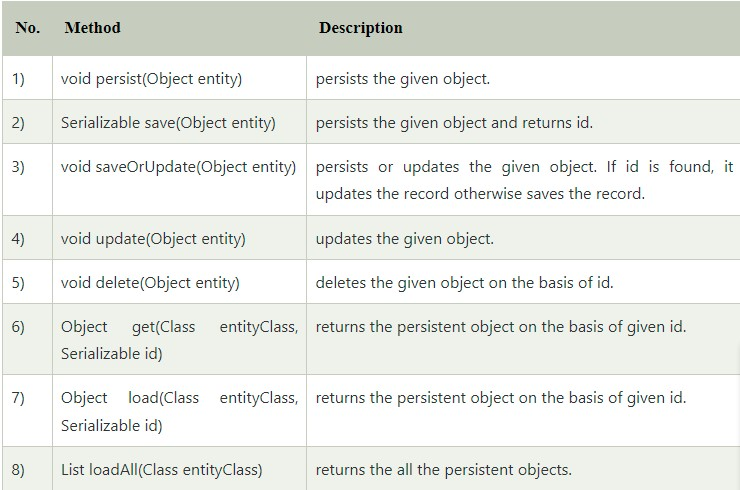 No. Method Description
1) void persist(Object entity) persists the given object.
2) Serializable save(Object entity) persists the given object and returns id.
3) void saveOrUpdate(Object entity) persists or updates the given object. If id is found, it
updates the record otherwise saves the record.
4) void update(Object entity) updates the given object.
5) void delete(Object entity) deletes the given object on the basis of id.
6) Object get(Class entityClass, returns the persistent object on the basis of given id.
Serializable id)
7) Object load(Class entityClass, returns the persistent object on the basis of given id.
Serializable id)
8) List loadAll(Class entityClass) returns the all the persistent objects.